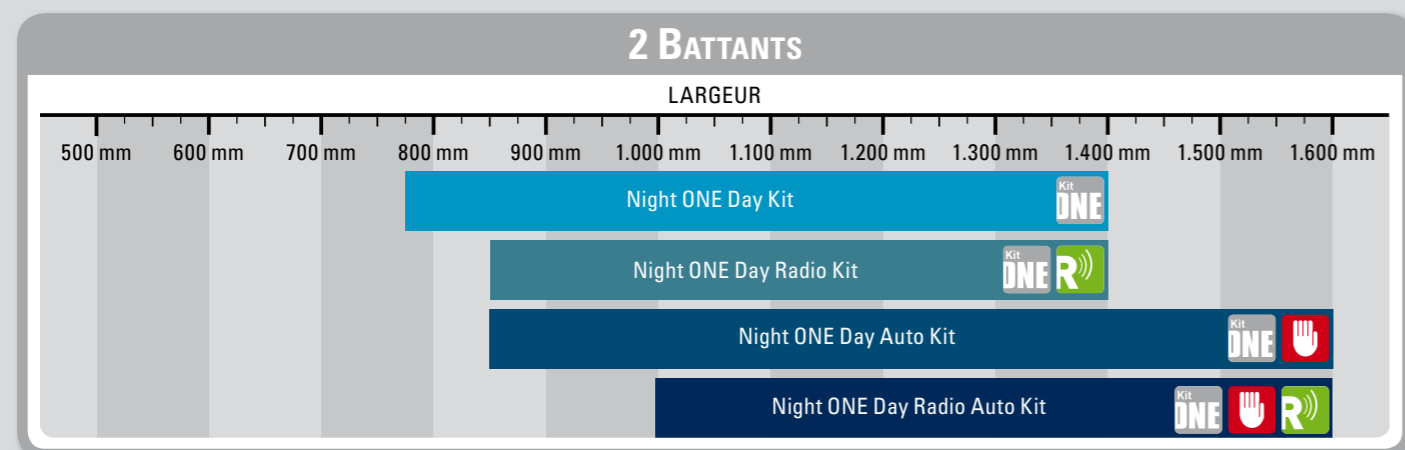 2 BATTANTS
LARGEUR
500 mm 600 mm 700 mm 800 mm 900 mm 1.000 mm 1.100 mm 1.200 mm 1.300 mm 1.400 mm 1.500 mm 1.600 mm
Night ONE Day Kit Kit ONE
Night ONE Day Radio Kit Kit ONE R
Night ONE Day Auto Kit Kit ONE
Night ONE Day Radio Auto Kit Kit ONE R